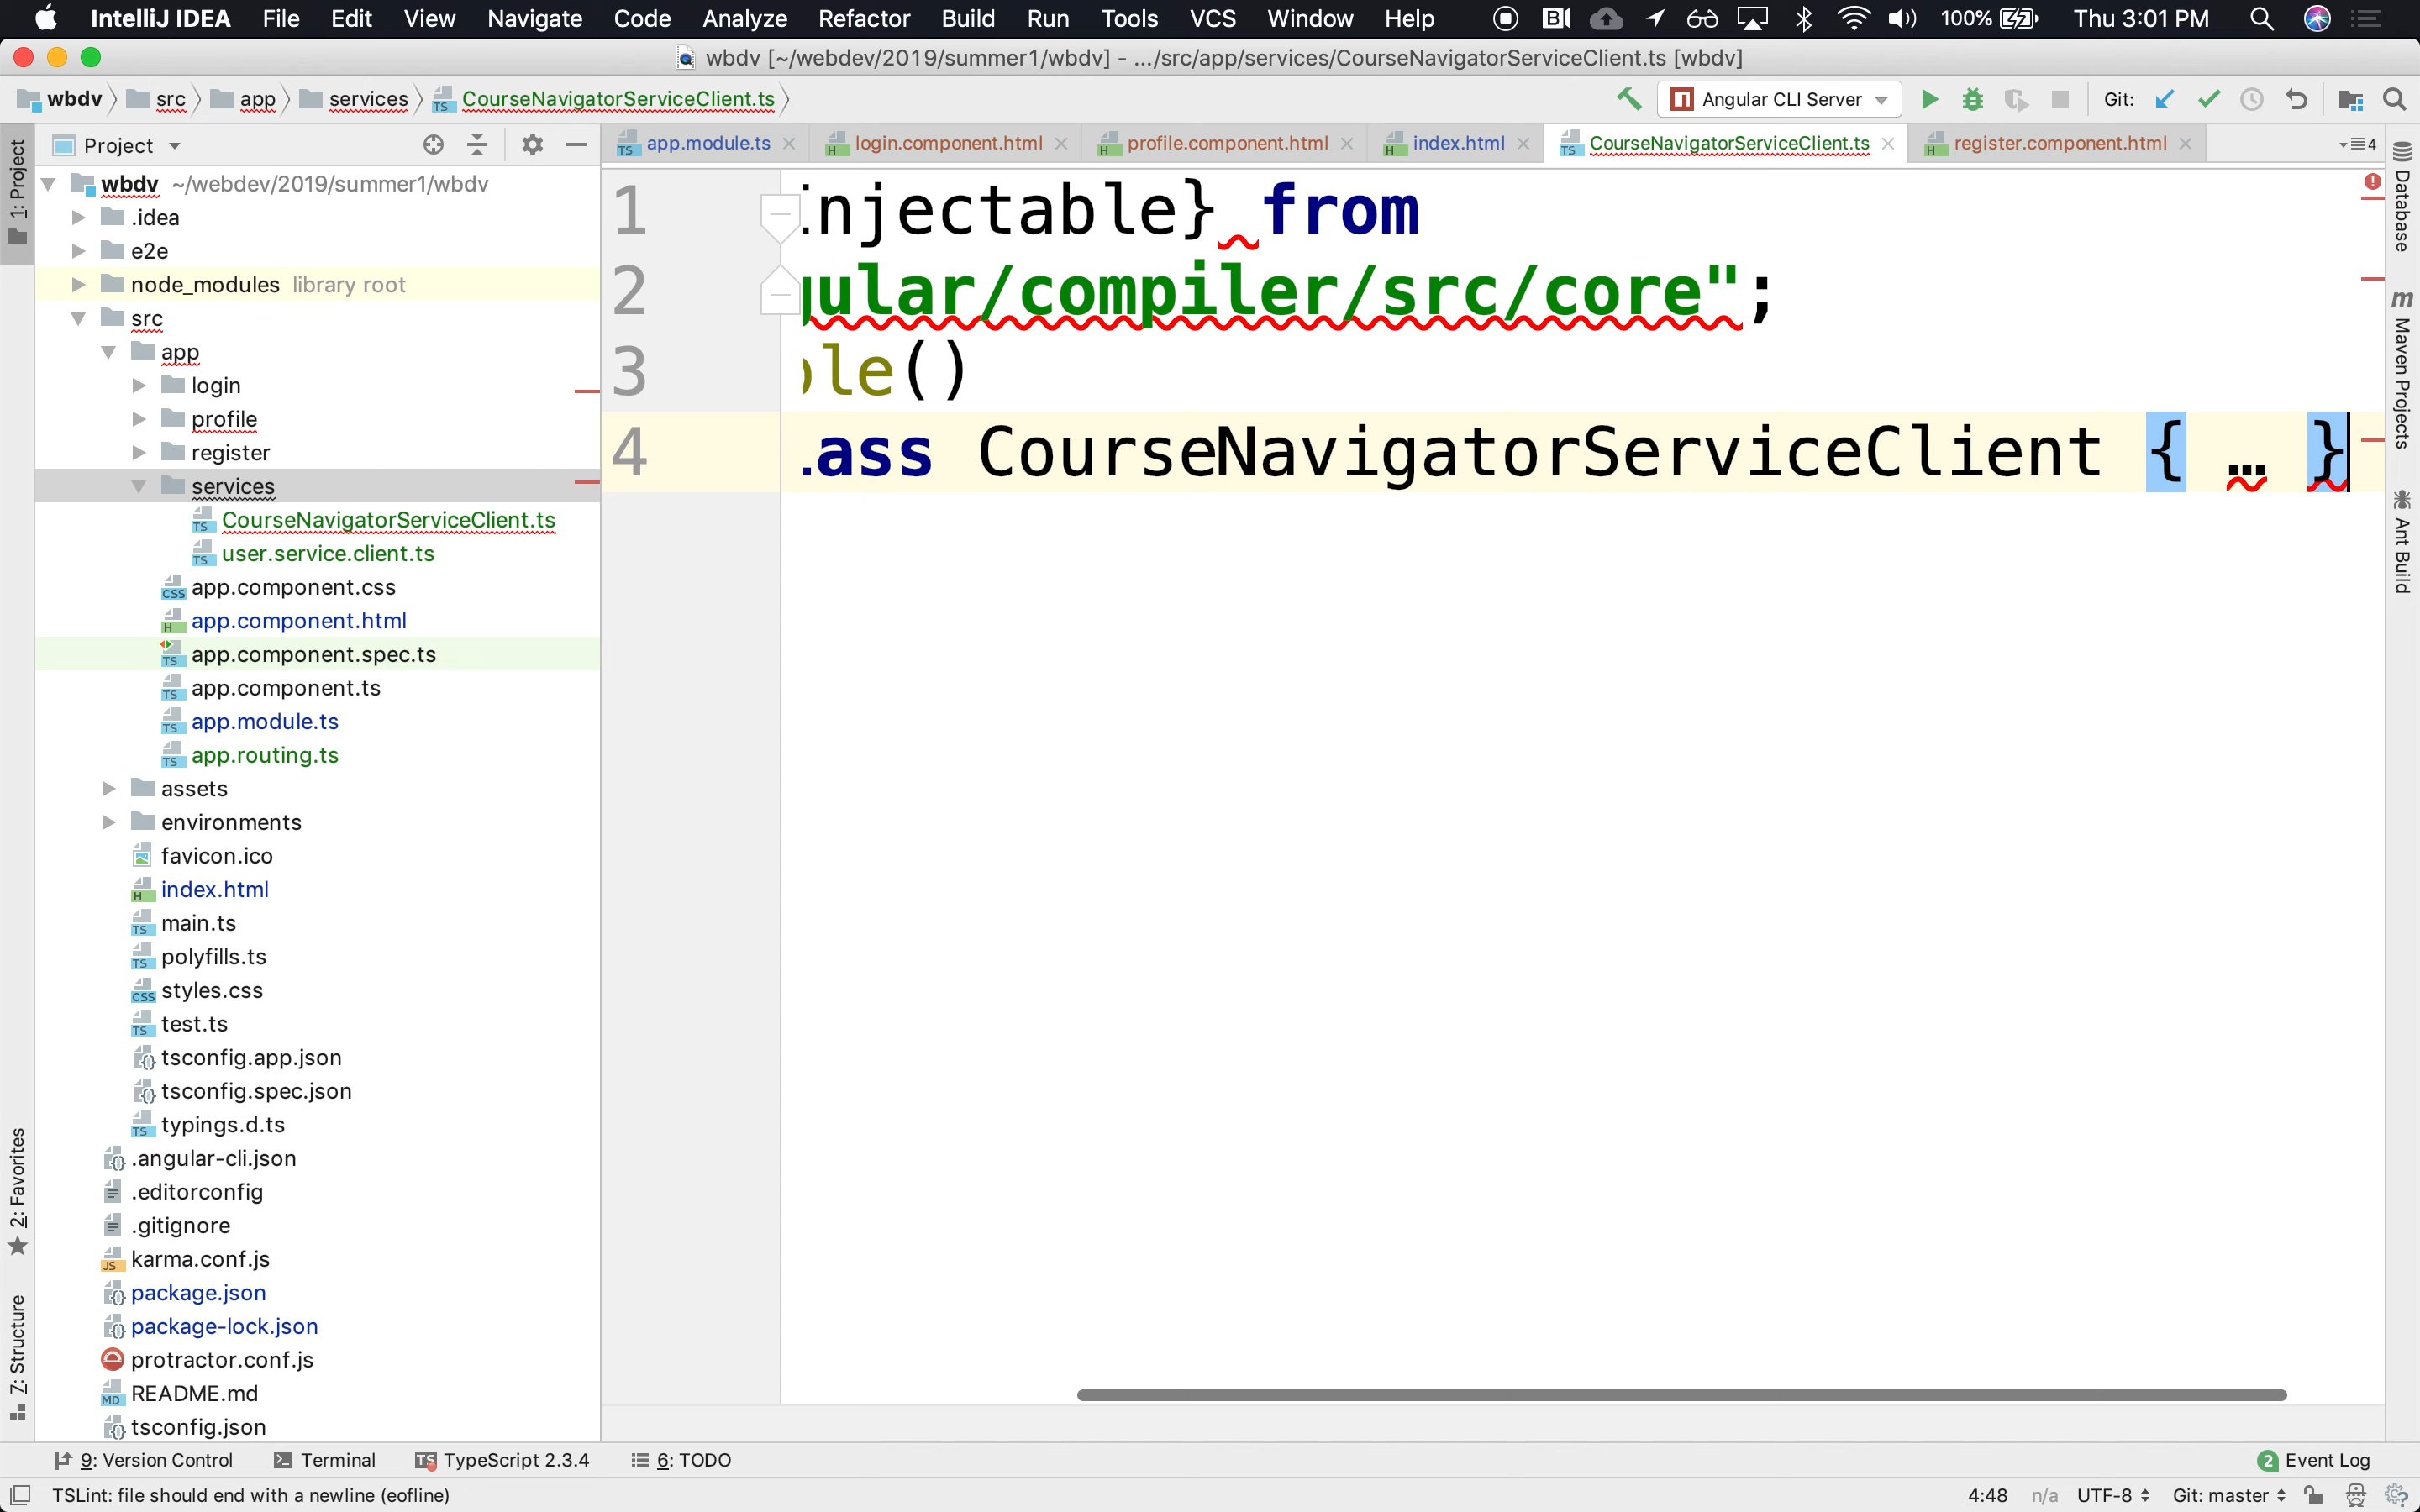 IntelliJ IDEA File Edit View Navigate Code Analyze Refactor Build Run Tools VCS Window Help 100% Thu 3:01 PM
wbdv [~/webdev/2019/summer1/wbdv] - .../src/app/services/CourseNavigatorServiceClient.ts [wbdv]
wbdv src app services CourseNavigatorServiceClient.ts Angular CLI Server Git:
Project
app.module.ts login.component.html profile.component.html index.html CourseNavigatorServiceClient.ts register.component.html 4
1: Project
wbdv ~/webdev/2019/summer1/wbdv
.idea
e2e
node_modules library root
src
app
login
profile
register
services
CourseNavigatorServiceClient.ts
user.service.client.ts
app.component.css
app.component.html
app.component.spec.ts
app.component.ts
app.module.ts
app.routing.ts
assets
environments
favicon.ico
index.html
main.ts
polyfills.ts
styles.css
test.ts
tsconfig.app.json
tsconfig.spec.json
typings.d.ts
.angular-cli.json
.editorconfig
.gitignore
karma.conf.js
package.json
package-lock.json
protractor.conf.js
README.md
tsconfig.json
2: Favorites
7: Structure
1 njectable} from
2 gular/compiler/src/core";
3 ble()
4 lass CourseNavigatorServiceClient { ... }
Database
Maven Projects
Ant Build
9: Version Control Terminal TypeScript 2.3.4 6: TODO 2 Event Log
TSLint: file should end with a newline (eofline) 4:48 n/a UTF-8 Git: master